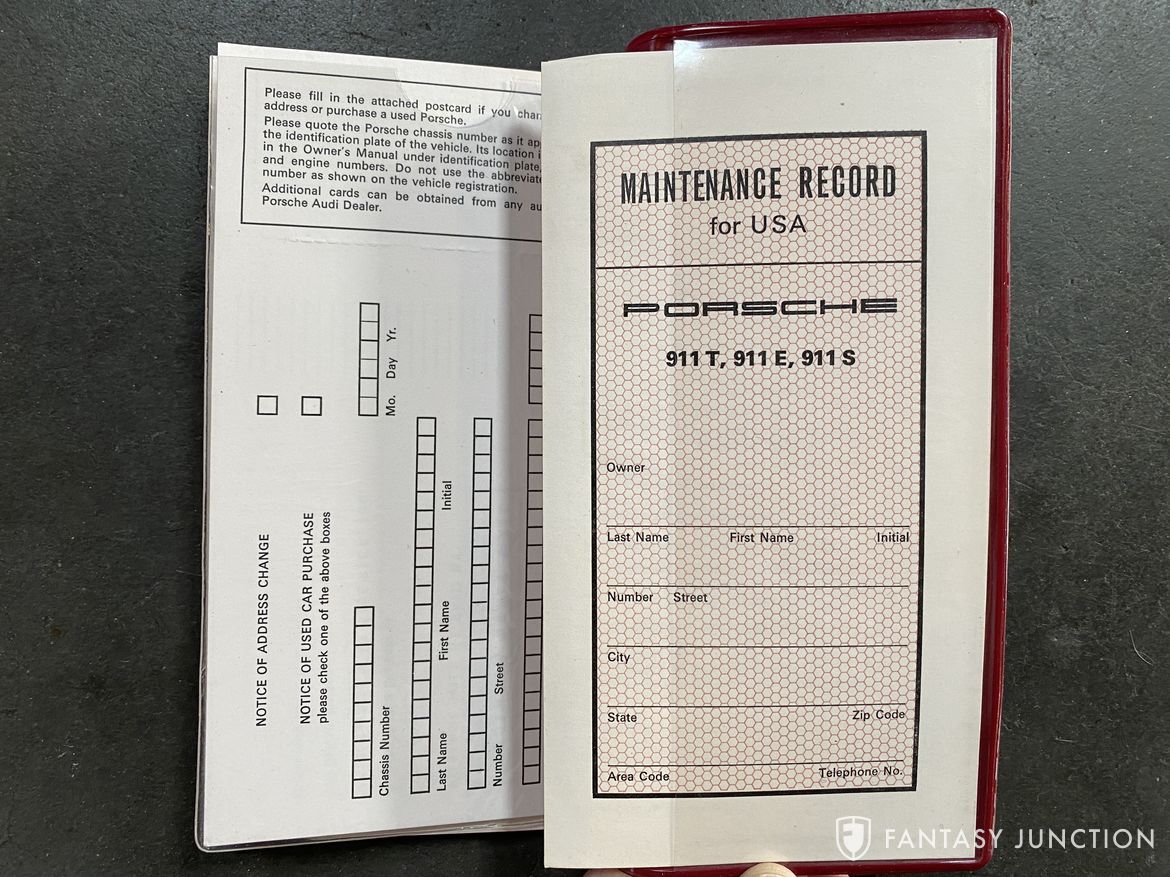 Please fill in the attached postcard if you
address or purchase a used Porsche.
Please quote the Porsche chassis number as it
the identification plate of the vehicle. Its location
in the Owner's Manual under identification plate,
and engine numbers. Do not use the
number as shown on the vehicle registration.
Additional cards can be obtained from any
Porsche Audi Dealer.
NOTICE OF ADDRESS CHANGE
NOTICE OF USED CAR PURCHASE
please check one of the above boxes
Mo. Day Yr.
Chassis Number
Last Name First Name Initial
Number Street
MAINTENANCE RECORD
for USA
PORSCHE
911 T, 911 E, 911 S
Owner
Last Name First Name Initial
Number Street
City
State Zip Code
Area Code Telephone No.
FANTASY JUNCTION